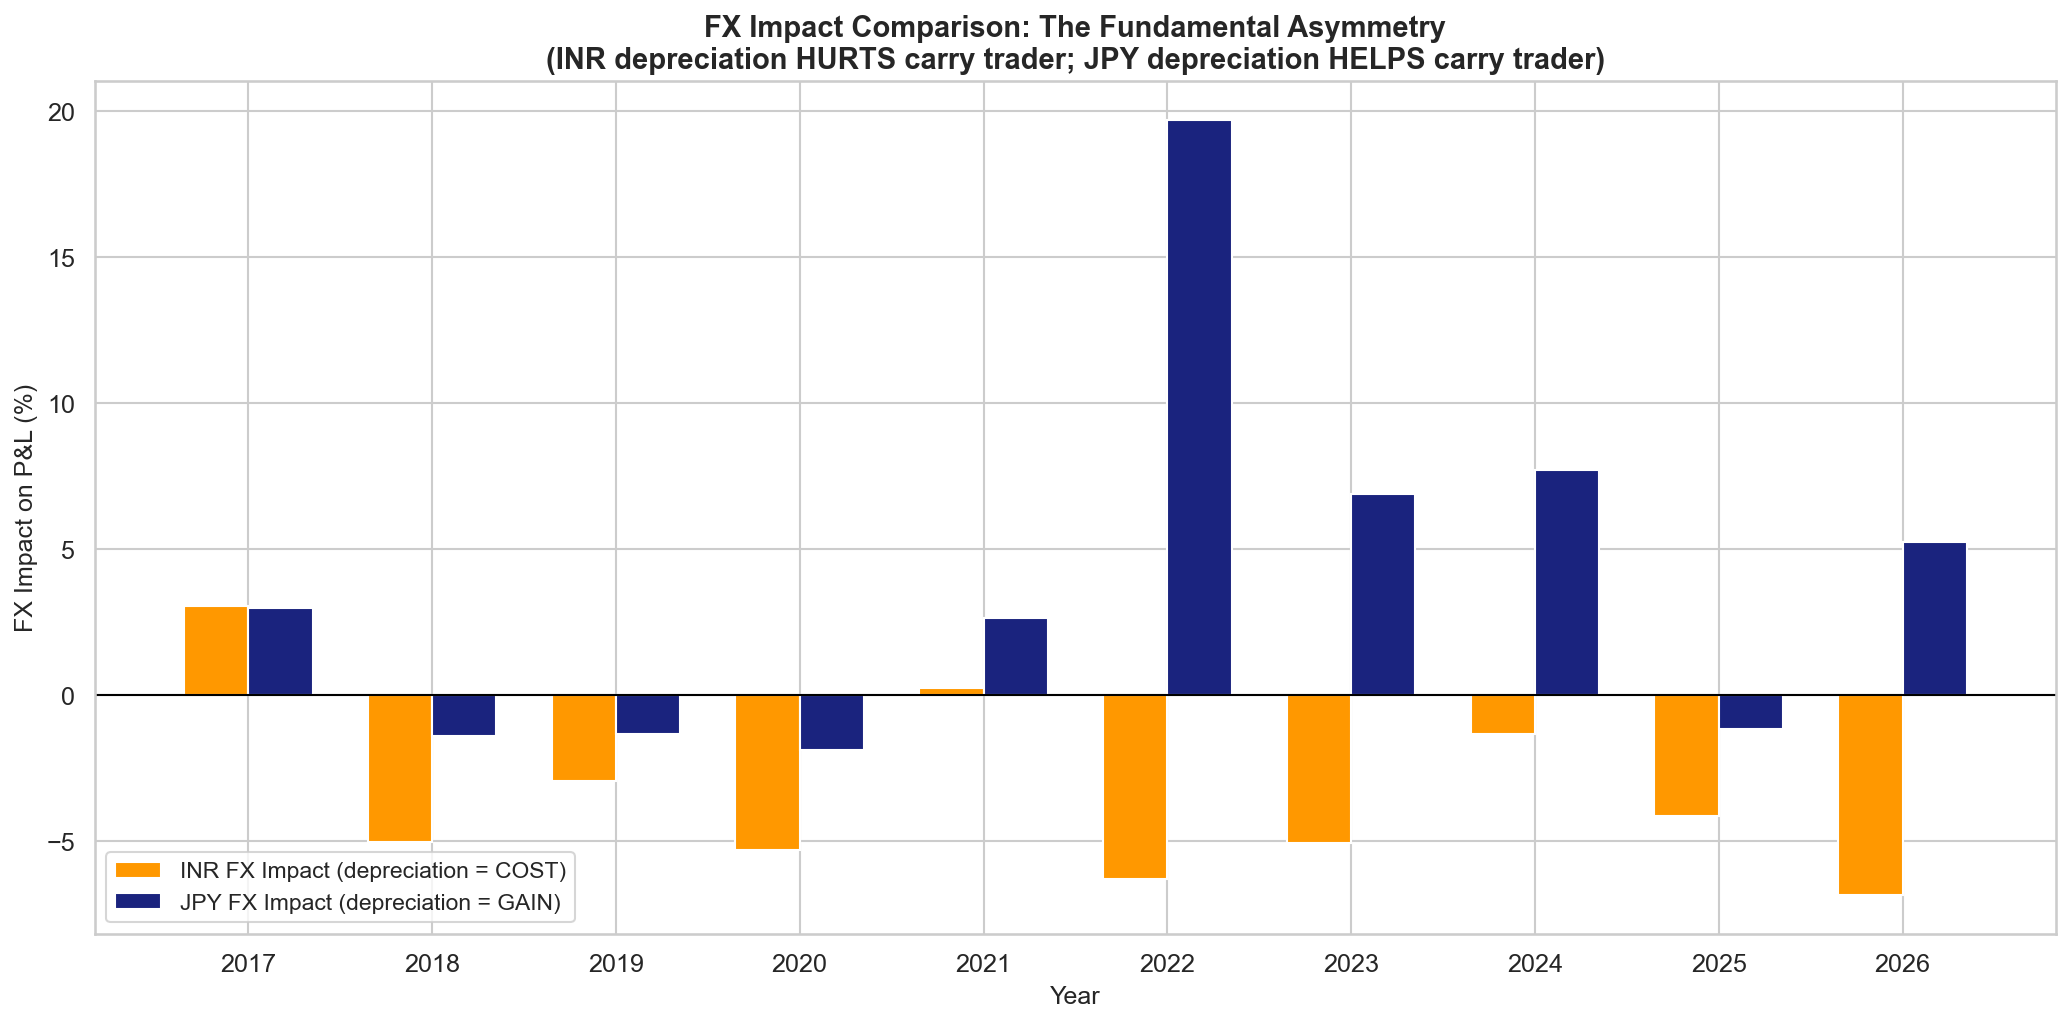 FX Impact Comparison: The Fundamental Asymmetry
(INR depreciation HURTS carry trader; JPY depreciation HELPS carry trader)
FX Impact on P&L (%)
20
15
10
5
0
−5
INR FX Impact (depreciation = COST)
JPY FX Impact (depreciation = GAIN)
2017 2018 2019 2020 2021 2022 2023 2024 2025 2026
Year